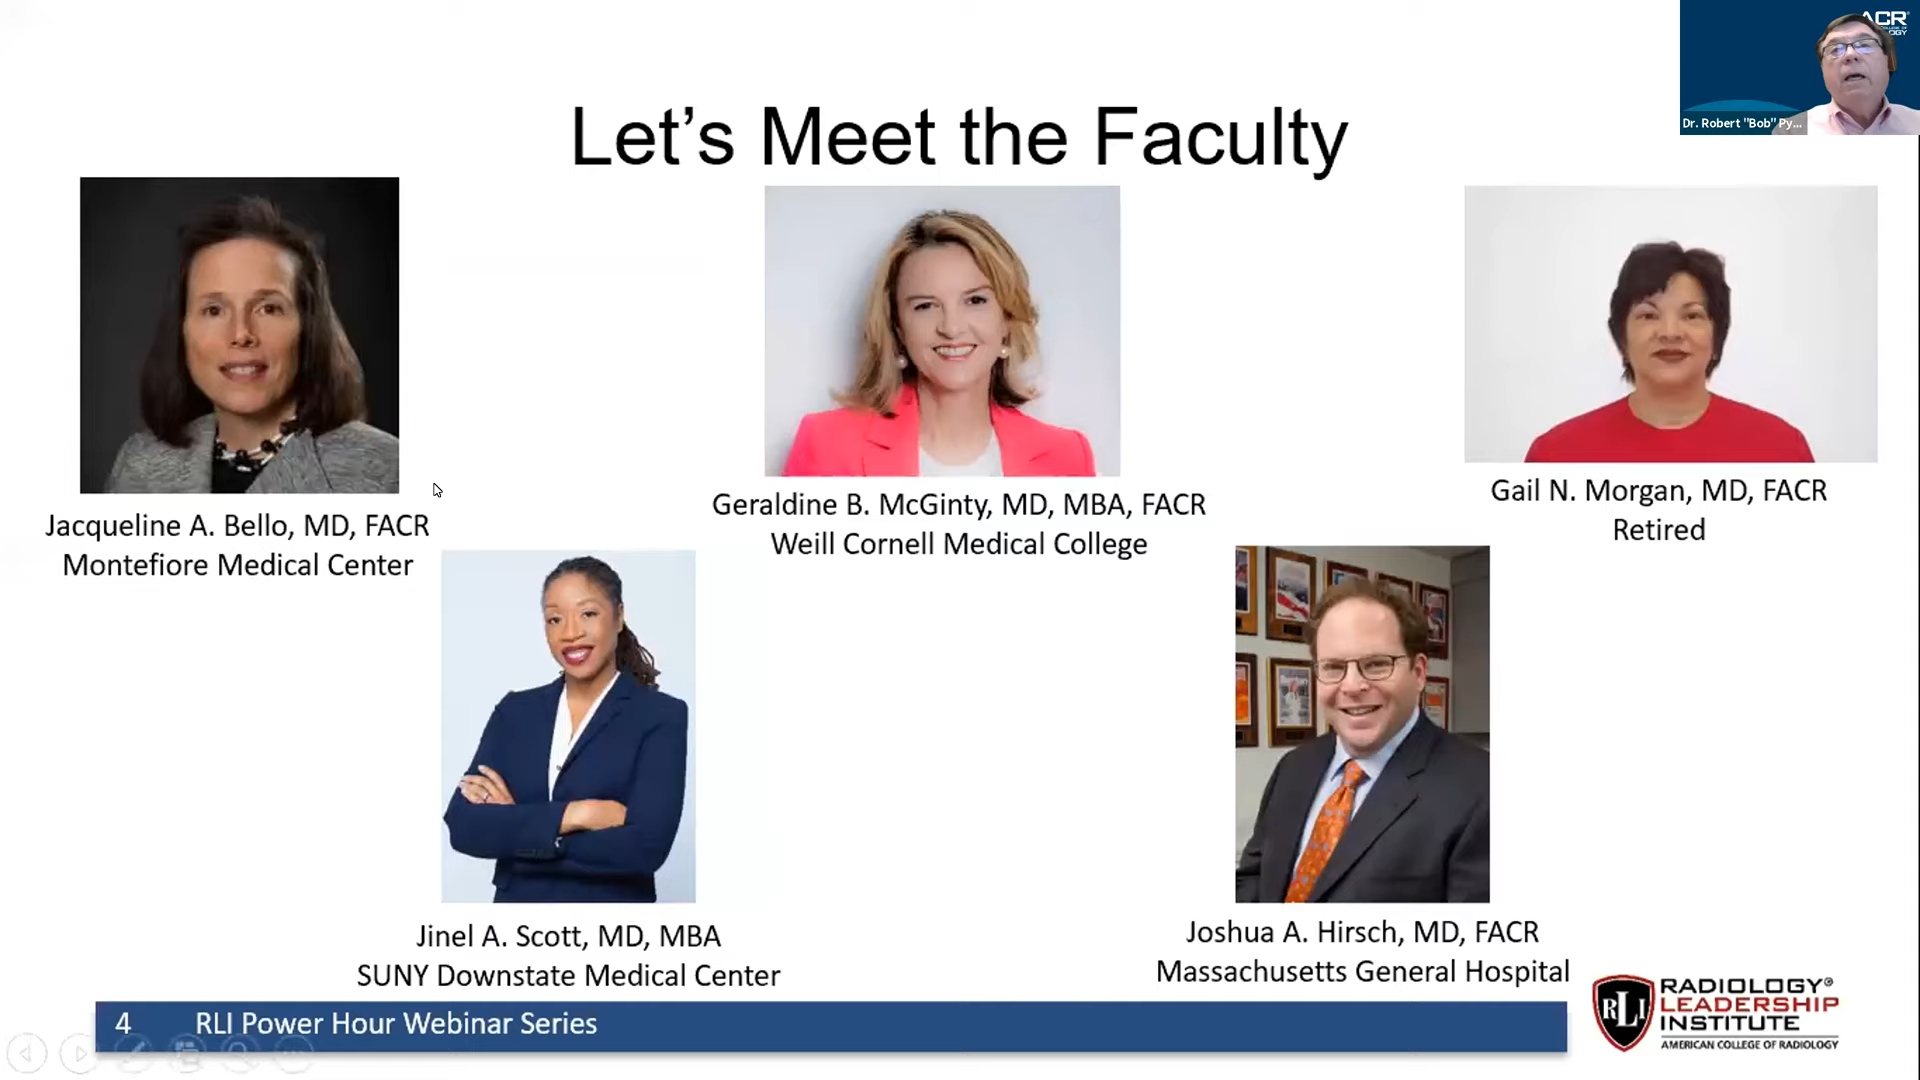 Let's Meet the Faculty
ACR
Dr. Robert "Bob" Py...
Jacqueline A. Bello, MD, FACR
Montefiore Medical Center
Geraldine B. McGinty, MD, MBA, FACR
Weill Cornell Medical College
Gail N. Morgan, MD, FACR
Retired
Jinel A. Scott, MD, MBA
SUNY Downstate Medical Center
Joshua A. Hirsch, MD, FACR
Massachusetts General Hospital
4 RLI Power Hour Webinar Series
RLI
RADIOLOGY®
LEADERSHIP
INSTITUTE
AMERICAN COLLEGE OF RADIOLOGY